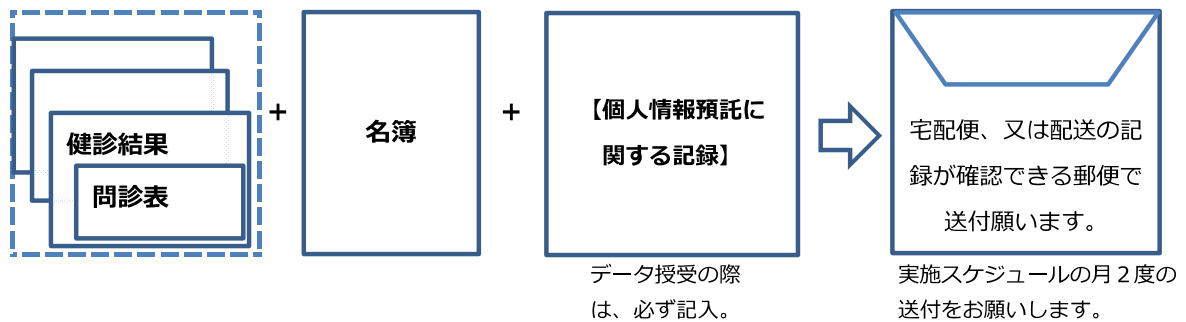 健診結果
問診表
+
名簿
+
【個人情報預託に
関する記録】
データ授受の際
は、必ず記入。
宅配便、又は配送の記
録が確認できる郵便で
送付願います。
実施スケジュールの月２度の
送付をお願いします。